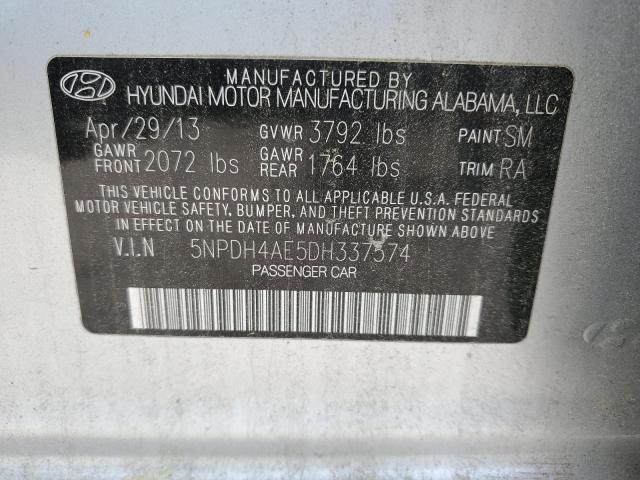 MANUFACTURED BY
HYUNDAI MOTOR MANUFACTURING ALABAMA, LLC
Apr/29/13 GVWR 3792 lbs PAINT SM
GAWR FRONT 2072 lbs GAWR REAR 1764 lbs TRIM RA
THIS VEHICLE CONFORMS TO ALL APPLICABLE U.S.A. FEDERAL
MOTOR VEHICLE SAFETY, BUMPER, AND THEFT PREVENTION STANDARDS
IN EFFECT ON THE DATE OF MANUFACTURE SHOWN ABOVE.
V.I.N 5NPDH4AE5DH337574
PASSENGER CAR